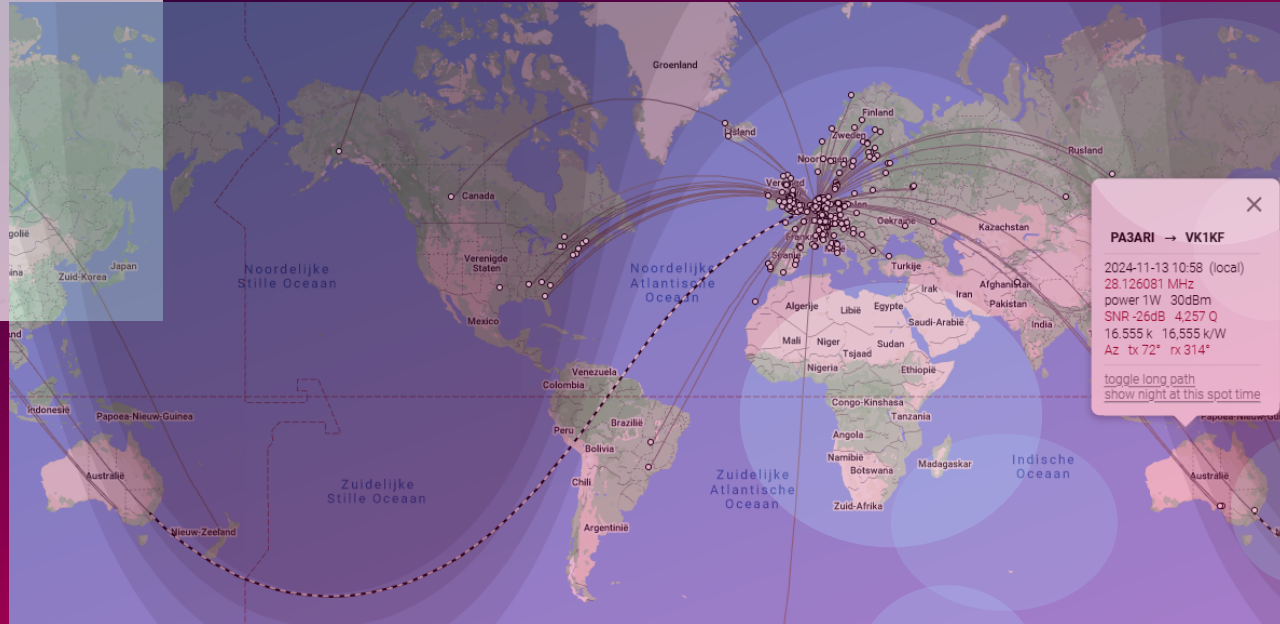 Groenland
IJsland
Finland
Zweden
Noorwegen
Rusland
Canada
Oekraïne
Kazachstan
Spanje
Turkije
Verenigde
Staten
Noordelijke
Stille Oceaan
Noordelijke
Atlantische
Oceaan
Zuid-Korea
Japan
Mexico
Algerije
Libië
Egypte
Irak
Iran
Afghanistan
Pakistan
India
Saudi-Arabië
Mali
Niger
Tsjaad
Sudan
Nigeria
Ethiopië
Venezuela
Colombia
Congo-Kinshasa
Tanzania
Indonesië
Papoea-Nieuw-Guinea
Peru
Brazilië
Bolivia
Angola
Namibië
Botswana
Madagaskar
Indische
Oceaan
Chili
Zuidelijke
Stille Oceaan
Zuidelijke
Atlantische
Oceaan
Zuid-Afrika
Argentinië
Australië
Nieuw-Zeeland
Australië
PA3ARI → VK1KF
2024-11-13 10:58 (local)
28.126081 MHz
power 1W 30dBm
SNR -26dB 4,257 Q
16.555 k 16,555 k/W
Az tx 72° rx 314°
toggle long path
show night at this spot time